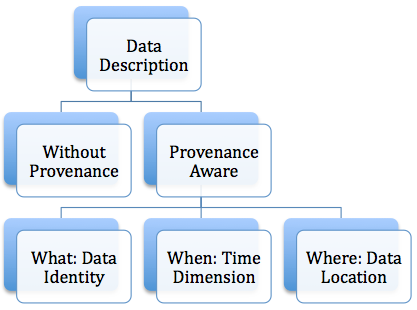 Data
Description
Without
Provenance
Provenance
Aware
What: Data
Identity
When: Time
Dimension
Where: Data
Location